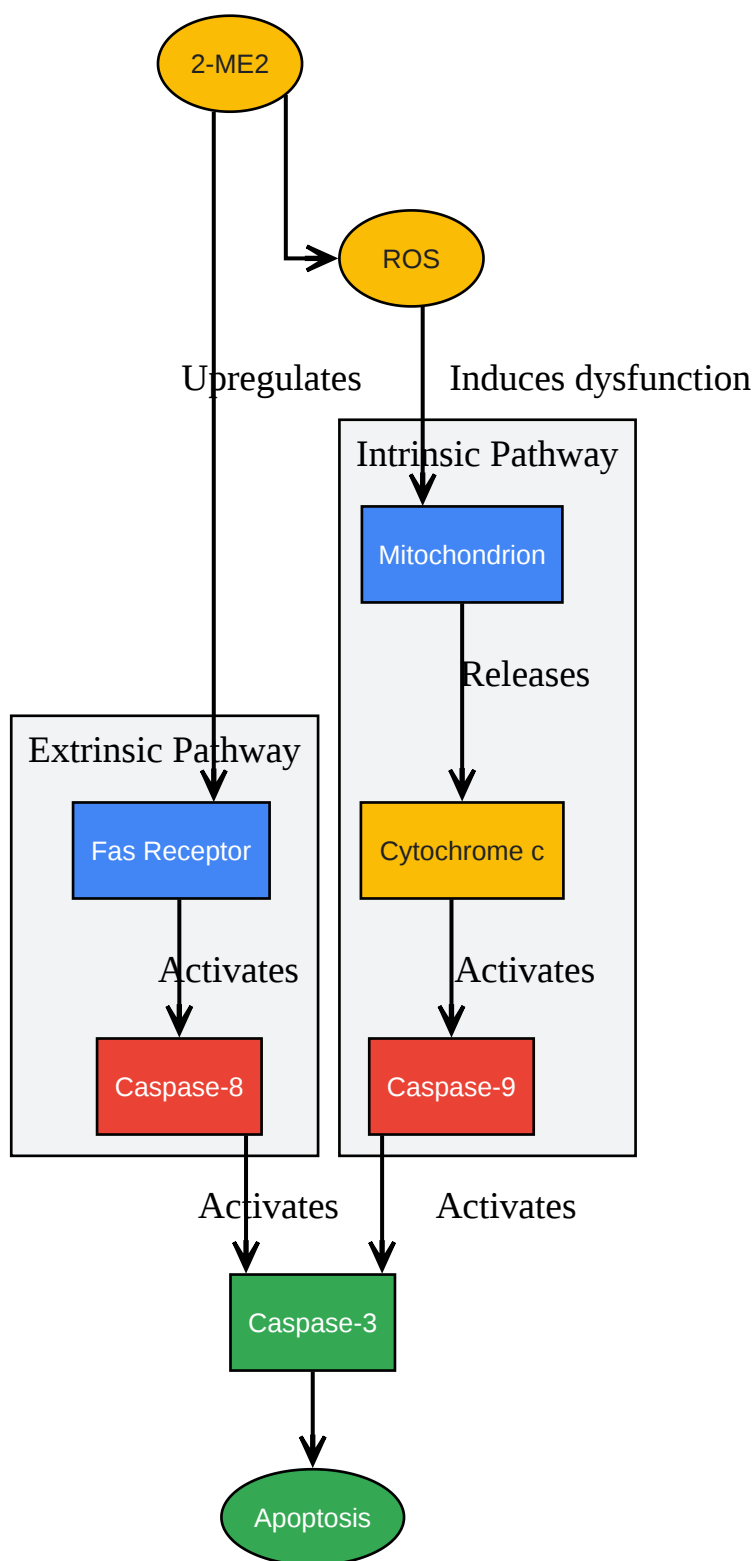 2-ME2
ROS
Upregulates
Induces dysfunction
Intrinsic Pathway
Mitochondrion
Releases
Extrinsic Pathway
Fas Receptor
Cytochrome c
Activates
Activates
Caspase-8
Caspase-9
Activates
Activates
Caspase-3
Apoptosis